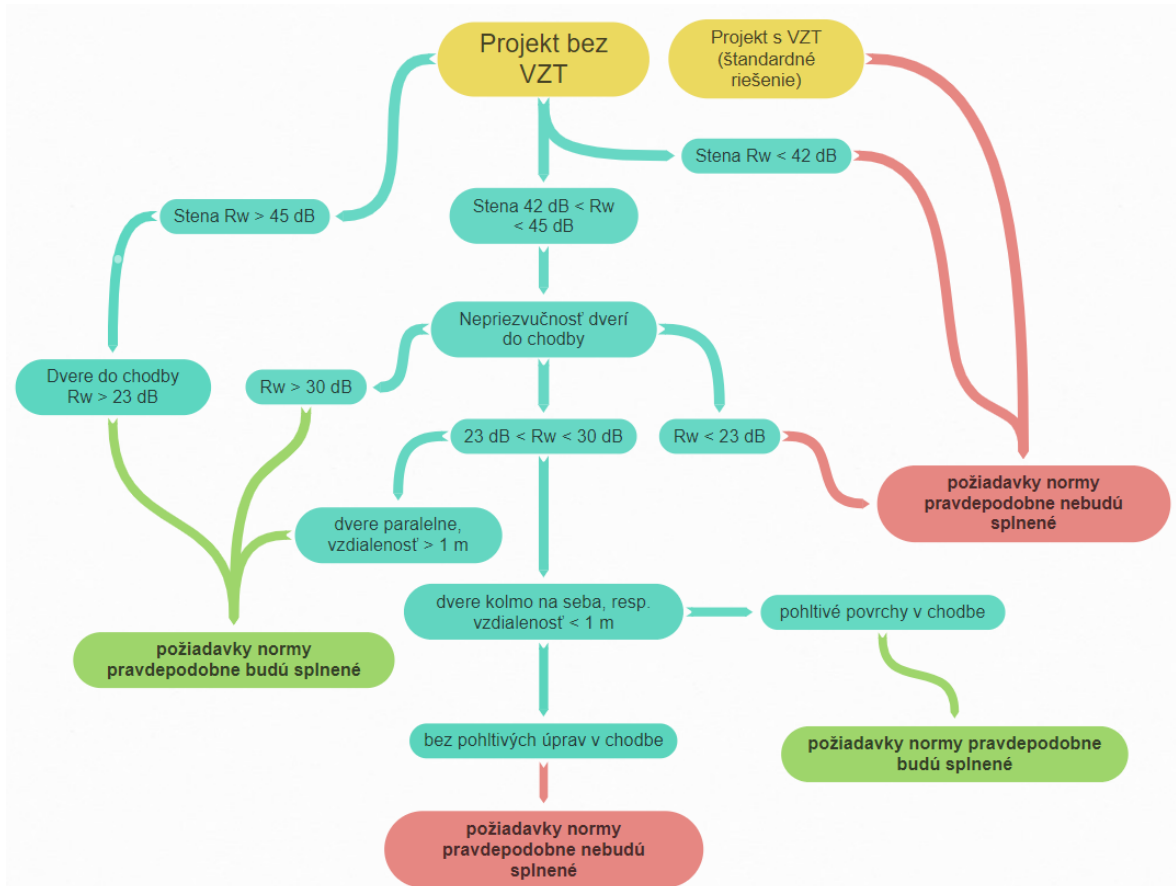 Projekt bez
VZT
Projekt s VZT
(štandardné
riešenie)
Stena Rw < 42 dB
Stena Rw > 45 dB
Stena 42 dB < Rw
< 45 dB
Nepriezvučnosť dverí
do chodby
Dvere do chodby
Rw > 23 dB
Rw > 30 dB
23 dB < Rw < 30 dB
Rw < 23 dB
požiadavky normy
pravdepodobne nebudú
splnené
dvere paralelne,
vzdialenosť > 1 m
dvere kolmo na seba, resp.
vzdialenosť < 1 m
pohltivé povrchy v chodbe
požiadavky normy
pravdepodobne budú splnené
bez pohltivých úprav v chodbe
požiadavky normy pravdepodobne
budú splnené
požiadavky normy
pravdepodobne nebudú
splnené